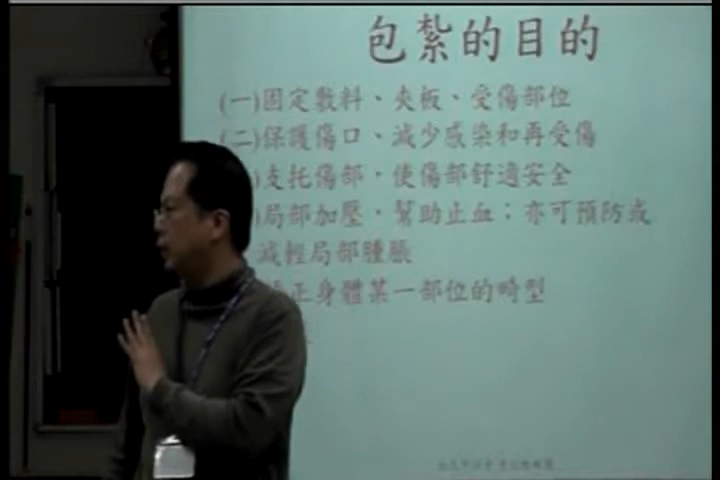 包紮的目的
(一)固定敷料、夾板、受傷部位
(二)保護傷口、減少感染和再受傷
)支托傷部，使傷部舒適安全
)局部加壓，幫助止血；亦可預防或
減輕局部腫脹
正身體某一部位的畸型